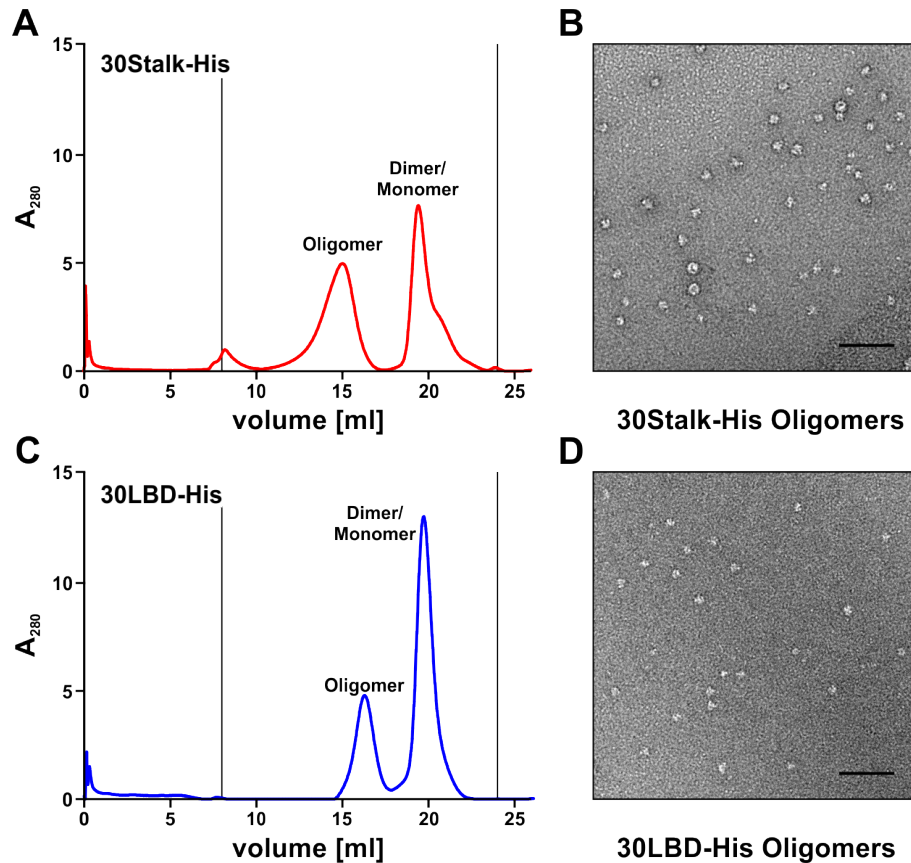 A
15
10
5
0
A280
30Stalk-His
Oligomer
Dimer/
Monomer
0
5
10
15
20
25
volume [ml]
B
30Stalk-His Oligomers
C
15
10
5
0
A280
30LBD-His
Oligomer
Dimer/
Monomer
0
5
10
15
20
25
volume [ml]
D
30LBD-His Oligomers